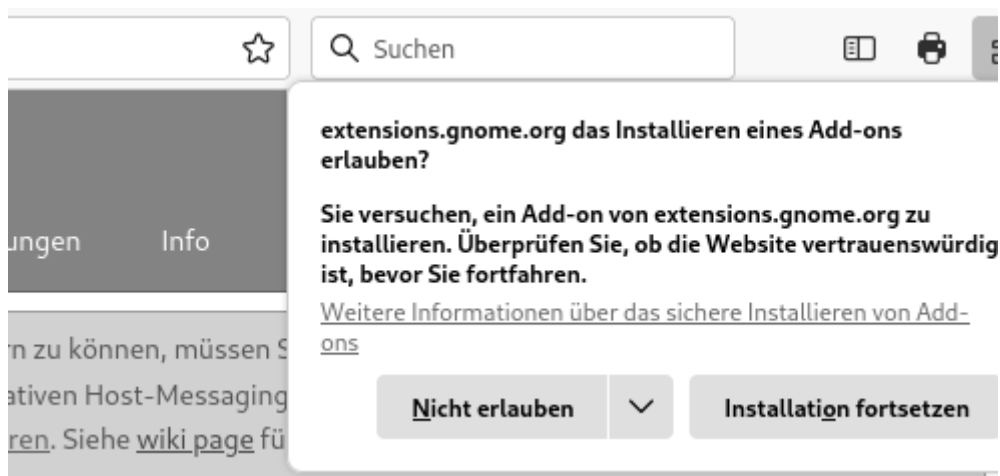 Suchen
extensions.gnome.org das Installieren eines Add-ons
erlauben?
Sie versuchen, ein Add-on von extensions.gnome.org zu
installieren. Überprüfen Sie, ob die Website vertrauenswürdig
ist, bevor Sie fortfahren.
Weitere Informationen über das sichere Installieren von Add-
ons
Nicht erlauben
Installation fortsetzen
ungen Info
rn zu können, müssen S
ativen Host-Messaging
ren. Siehe wiki page fü